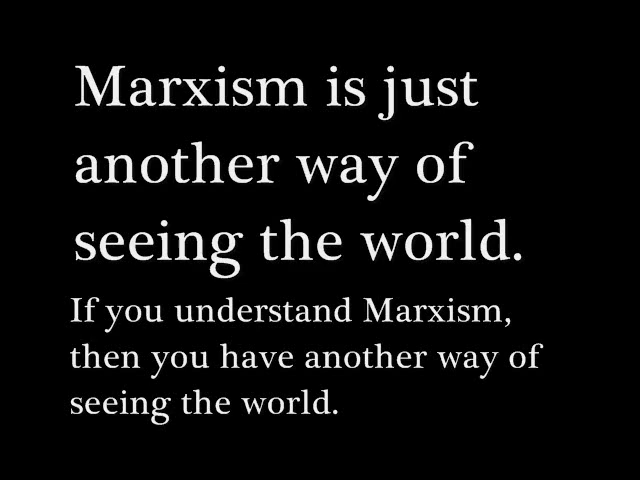 Marxism is just
another way of
seeing the world.
If you understand Marxism,
then you have another way of
seeing the world.